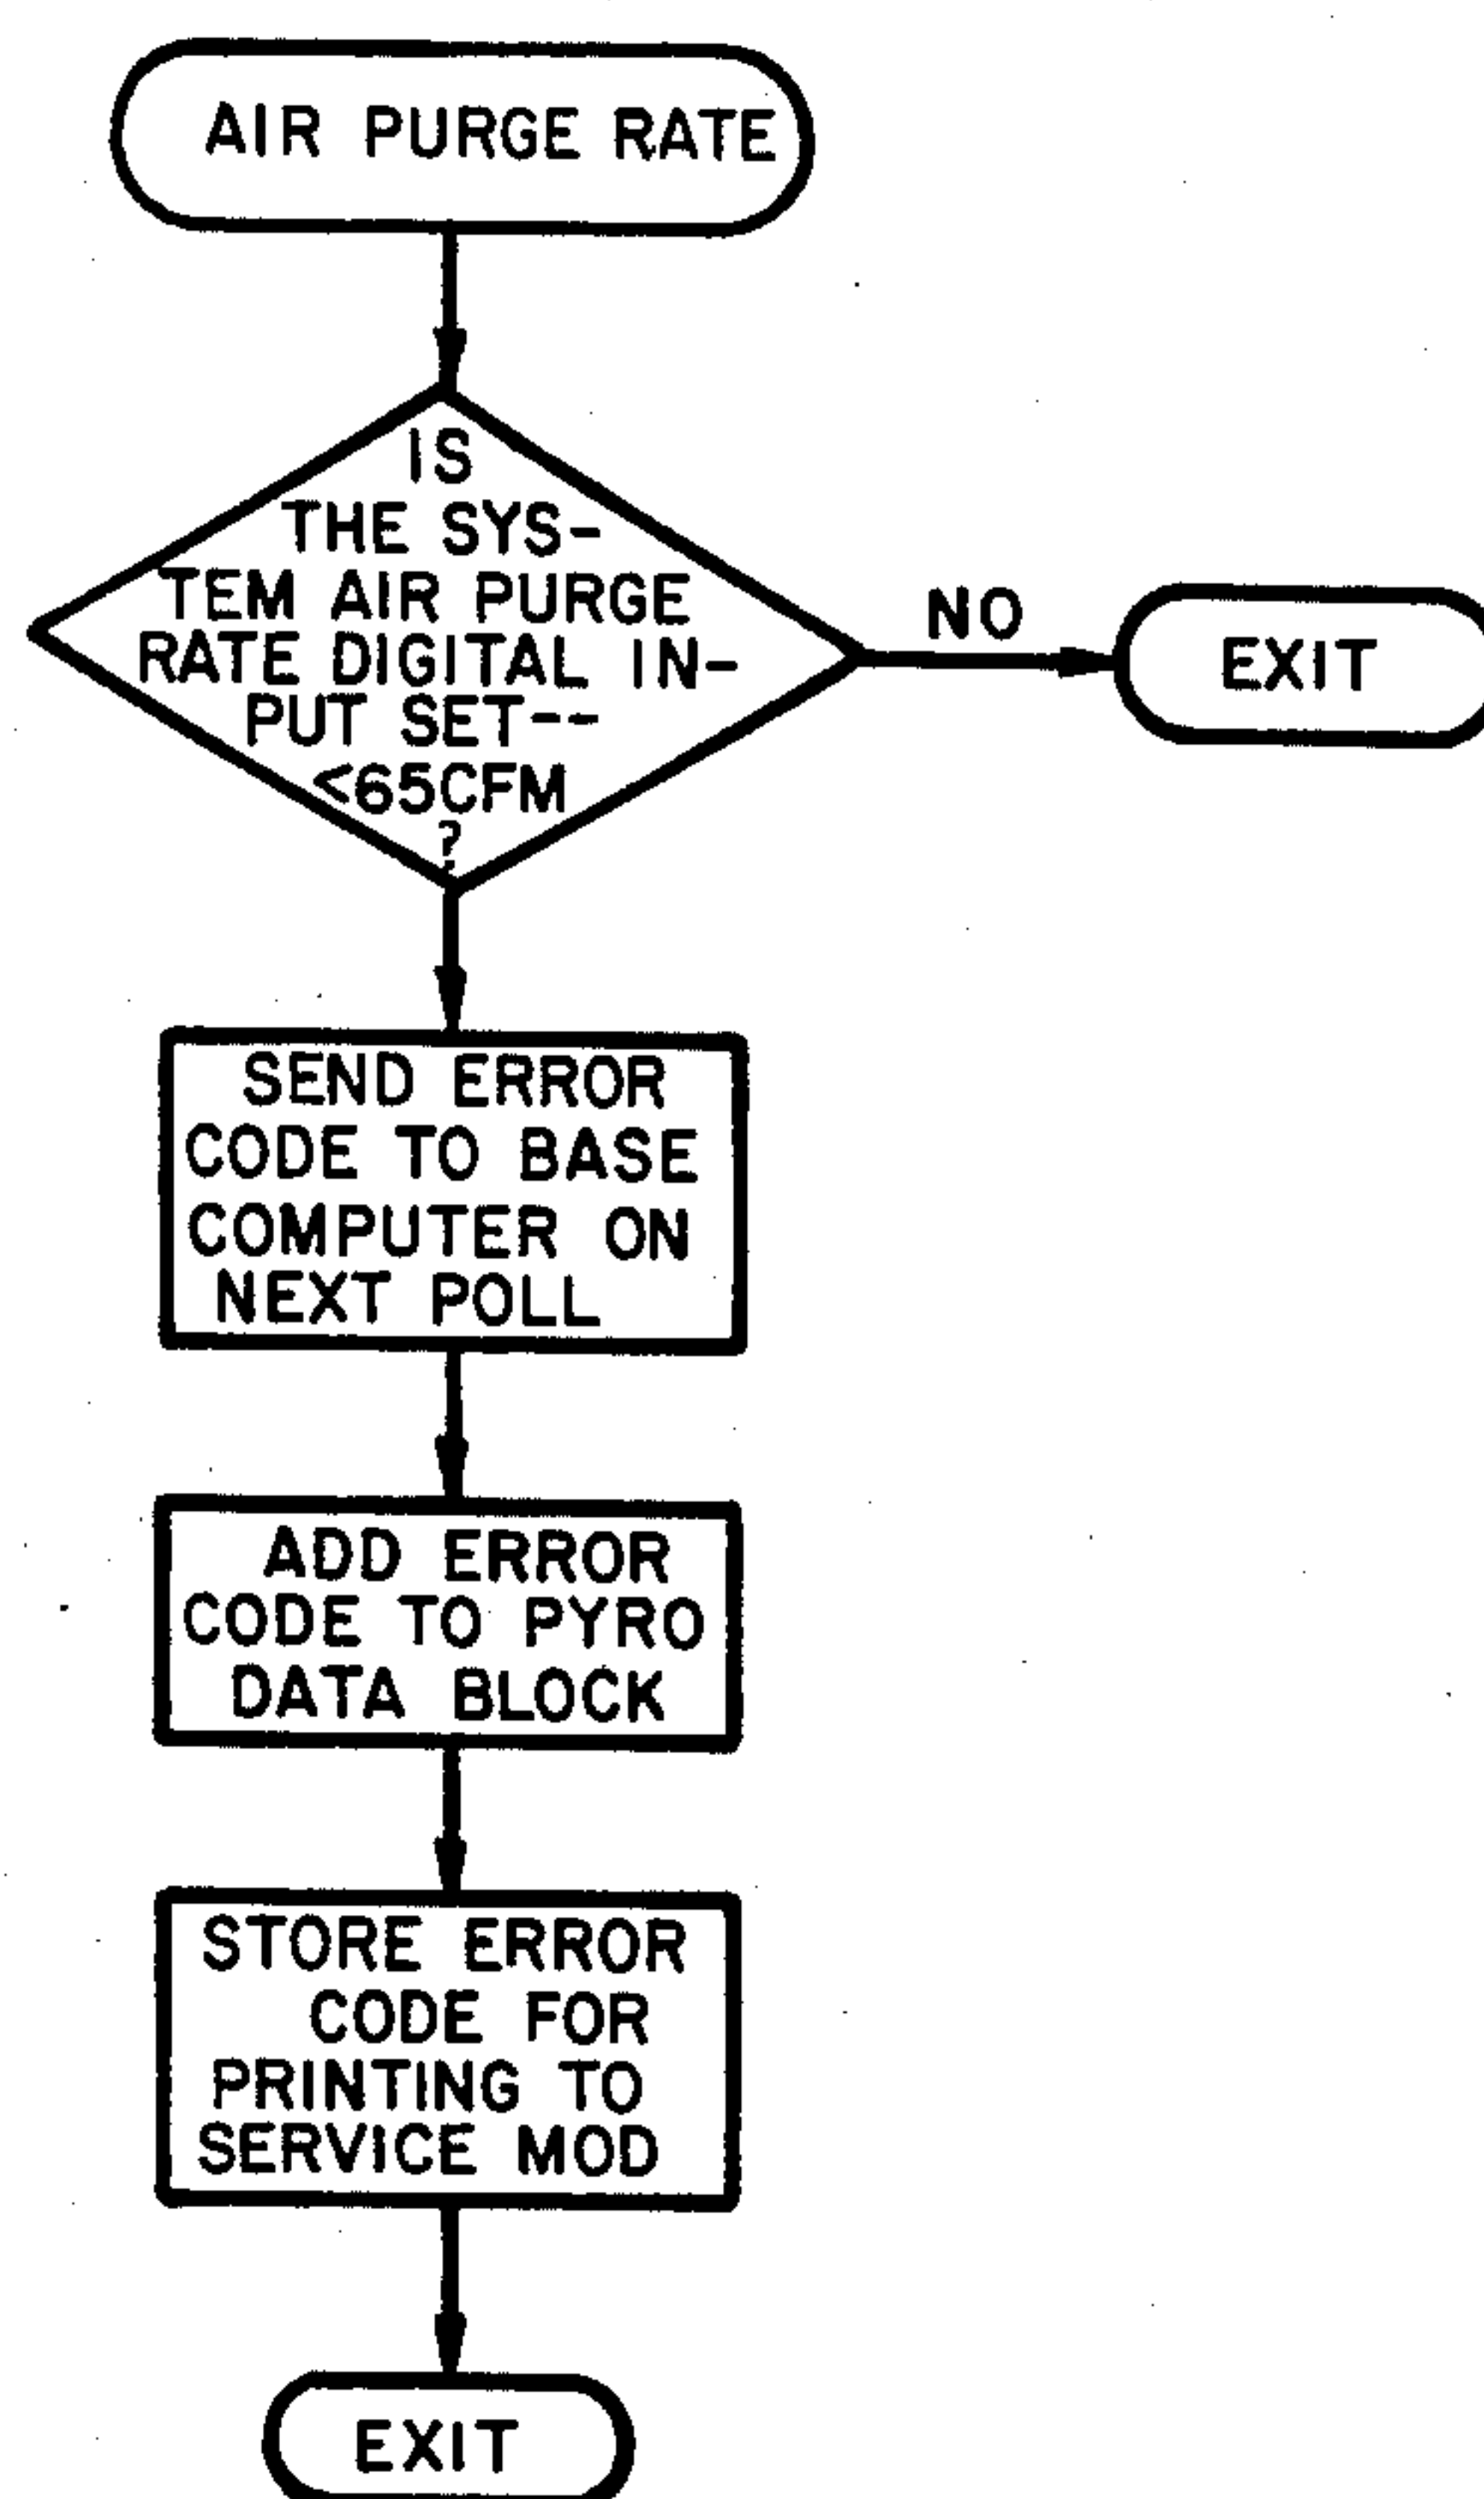 AIR PURGE RATE
IS
THE SYS-
TEM AIR PURGE
RATE DIGITAL IN-
PUT SET--
<65CFM
?
NO
EXIT
SEND ERROR
CODE TO BASE
COMPUTER ON
NEXT POLL
ADD ERROR
CODE TO PYRO
DATA BLOCK
STORE ERROR
CODE FOR
PRINTING TO
SERVICE MOD
EXIT